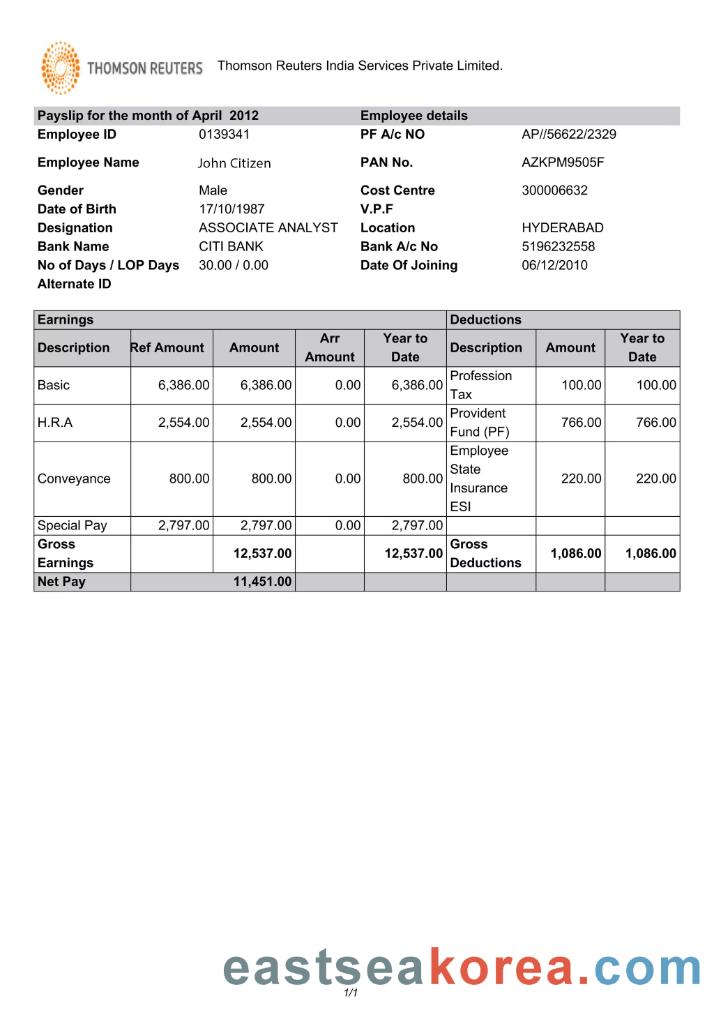 THOMSON REUTERS Thomson Reuters India Services Private Limited.
Payslip for the month of April 2012 Employee details
Employee ID 0139341 PF A/c NO AP//56622/2329
Employee Name John Citizen PAN No. AZKPM9505F
Gender Male Cost Centre 300006632
Date of Birth 17/10/1987 V.P.F
Designation ASSOCIATE ANALYST Location HYDERABAD
Bank Name CITI BANK Bank A/c No 5196232558
No of Days / LOP Days 30.00 / 0.00 Date Of Joining 06/12/2010
Alternate ID
Earnings Deductions
Description Ref Amount Amount Arr Amount Year to Date Description Amount Year to Date
Basic 6,386.00 6,386.00 0.00 6,386.00 Profession Tax 100.00 100.00
H.R.A 2,554.00 2,554.00 0.00 2,554.00 Provident Fund (PF) 766.00 766.00
Conveyance 800.00 800.00 0.00 800.00 Employee State Insurance ESI 220.00 220.00
Special Pay 2,797.00 2,797.00 0.00 2,797.00
Gross Earnings 12,537.00 12,537.00 Gross Deductions 1,086.00 1,086.00
Net Pay 11,451.00
eastseakorea.com
1/1